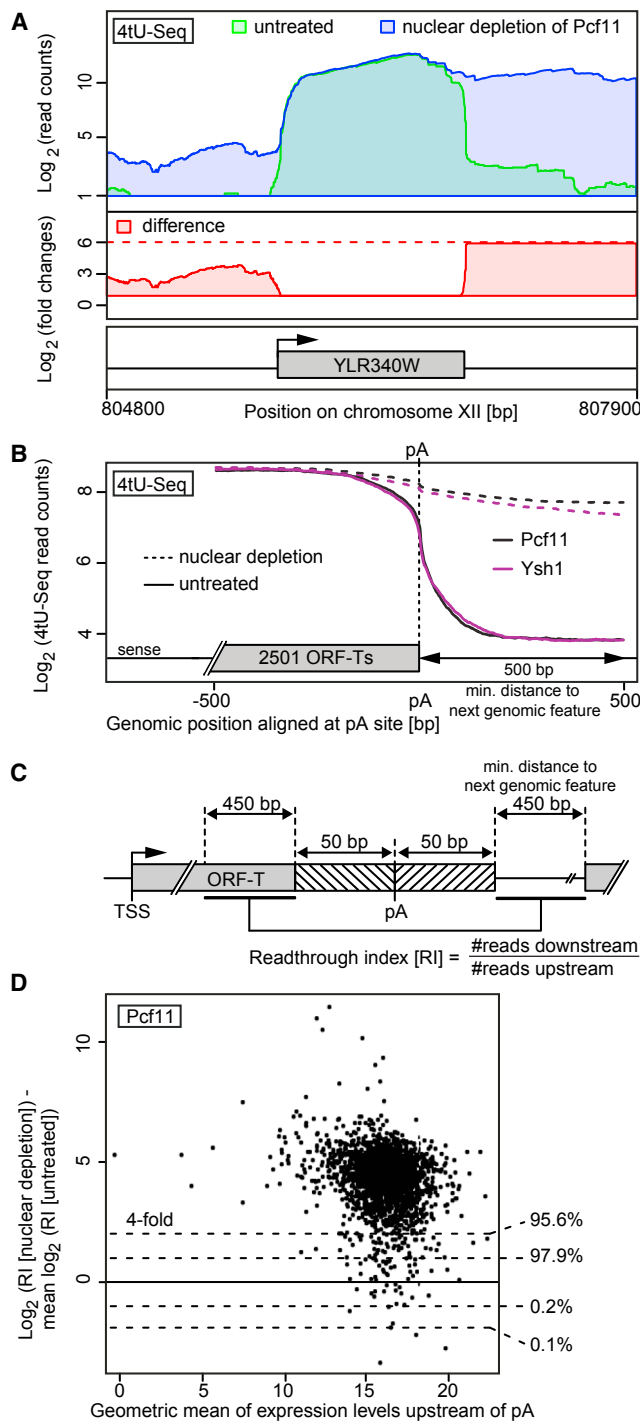 A
4tU-Seq
untreated
nuclear depletion of Pcf11
Log2 (read counts)
10
5
1
difference
Log2 (fold changes)
6
3
0
YLR340W
804800
Position on chromosome XII [bp]
807900
B
pA
4tU-Seq
Log2 (4tU-Seq read counts)
8
6
4
nuclear depletion
untreated
Pcf11
Ysh1
sense
2501 ORF-Ts
500 bp
-500
pA
min. distance to
next genomic feature
500
Genomic position aligned at pA site [bp]
C
min. distance to
next genomic feature
450 bp
50 bp
50 bp
450 bp
ORF-T
TSS
pA
Readthrough index [RI] = #reads downstream
#reads upstream
D
Pcf11
Log2 (RI [nuclear depletion]) -
mean log2 (RI [untreated])
10
5
0
4-fold
95.6%
97.9%
0.2%
0.1%
0
5
10
15
20
Geometric mean of expression levels upstream of pA